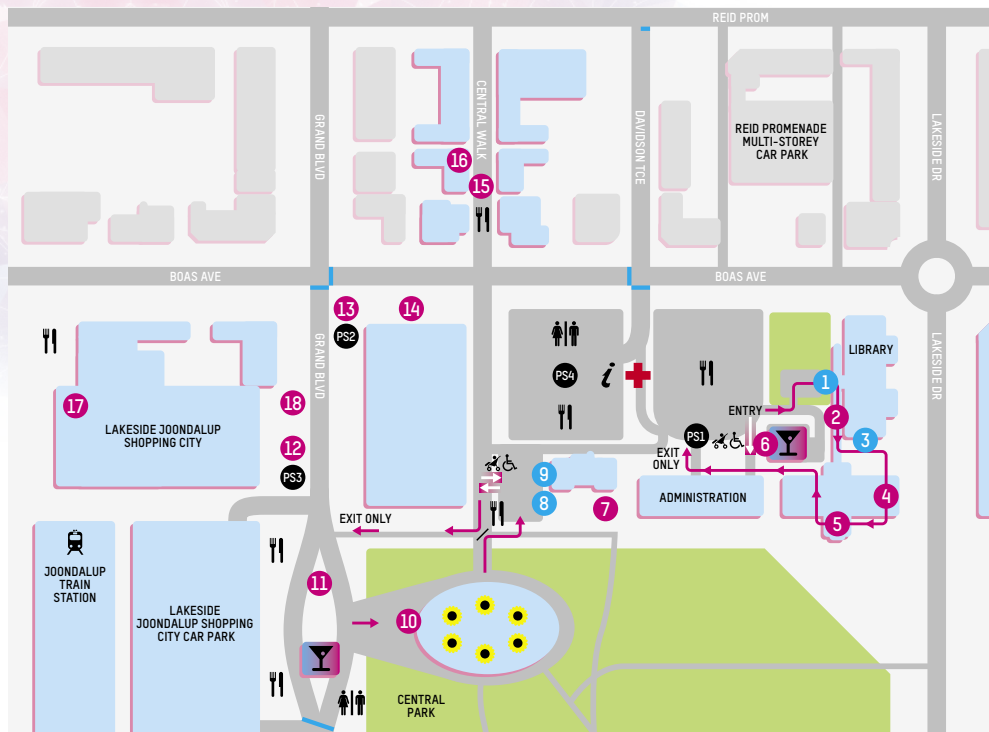 REID PROM
GRAND BLVD
CENTRAL WALK
DAVIDSON TCE
LAKESIDE DR
REID PROMENADE
MULTI-STOREY
CAR PARK
16
15
BOAS AVE
BOAS AVE
13
14
PS2
GRAND BLVD
LAKESIDE DR
LIBRARY
PS4
i
1
17
18
ENTRY
2
LAKESIDE JOONDALUP
SHOPPING CITY
12
PS3
PS1
6
3
EXIT
ONLY
9
8
7
ADMINISTRATION
4
5
EXIT ONLY
JOONDALUP
TRAIN
STATION
11
LAKESIDE
JOONDALUP SHOPPING
CITY CAR PARK
10
CENTRAL
PARK